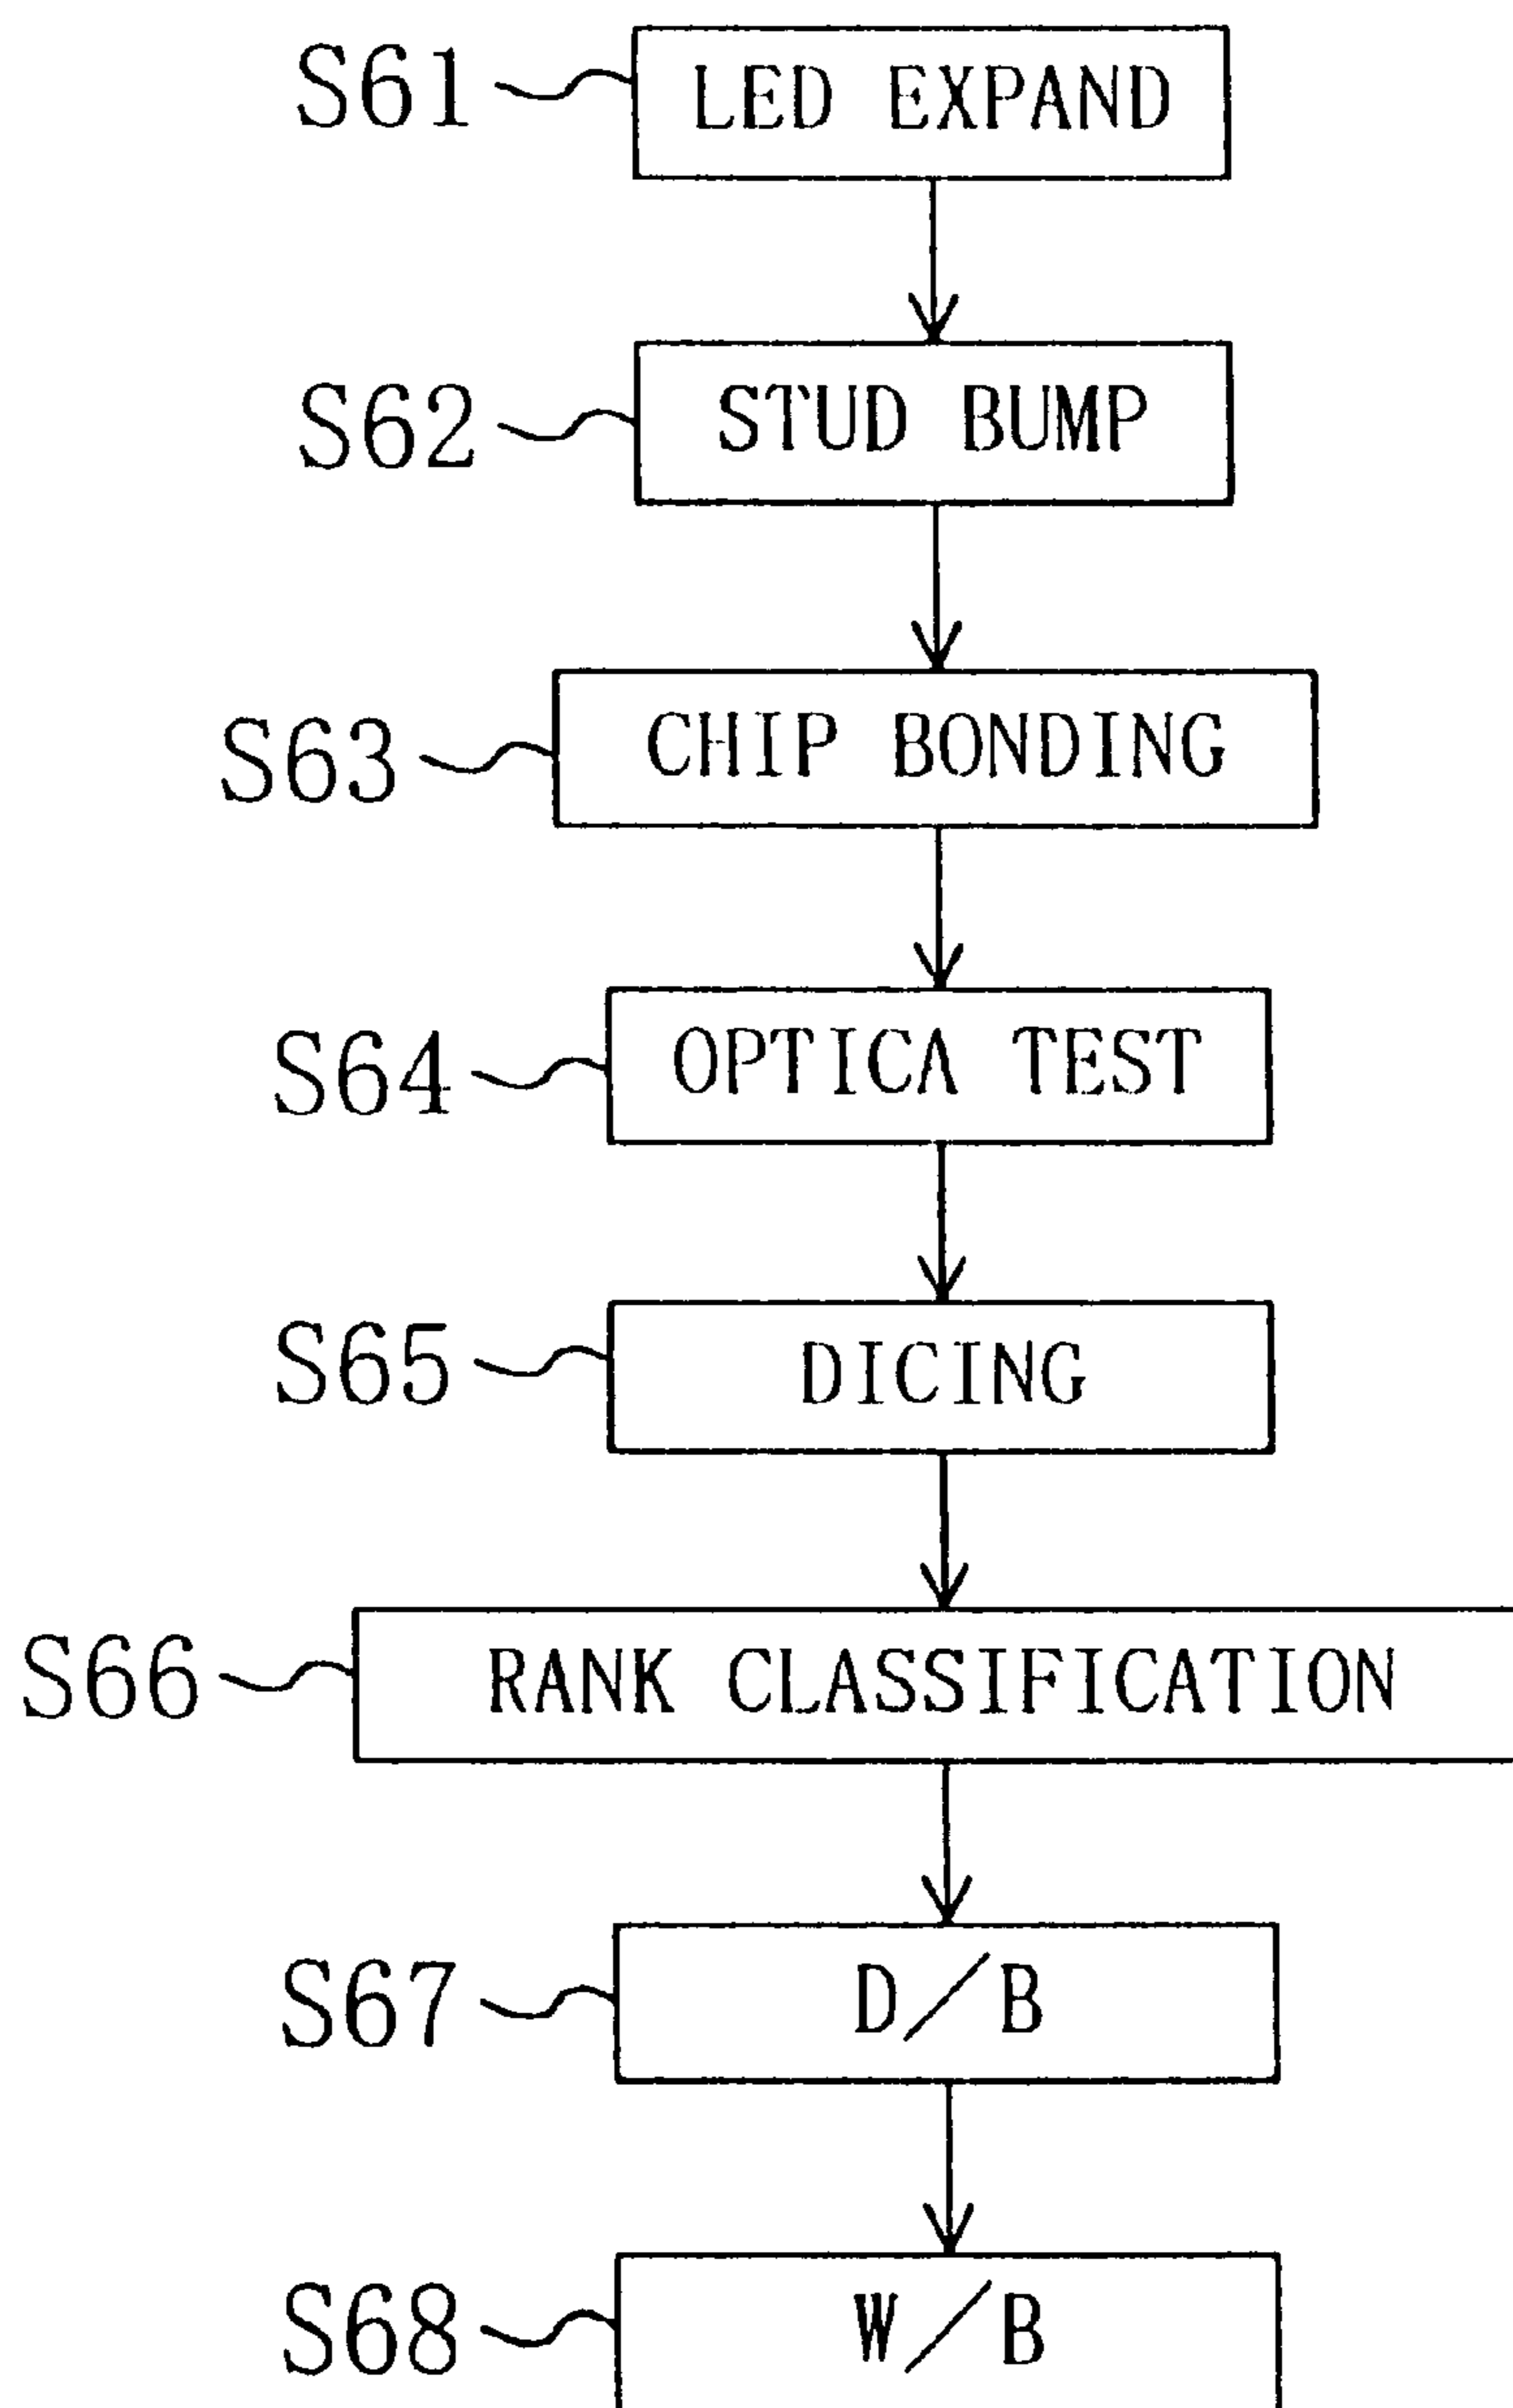 S61 LED EXPAND
S62 STUD BUMP
S63 CHIP BONDING
S64 OPTICA TEST
S65 DICING
S66 RANK CLASSIFICATION
S67 D/B
S68 W/B